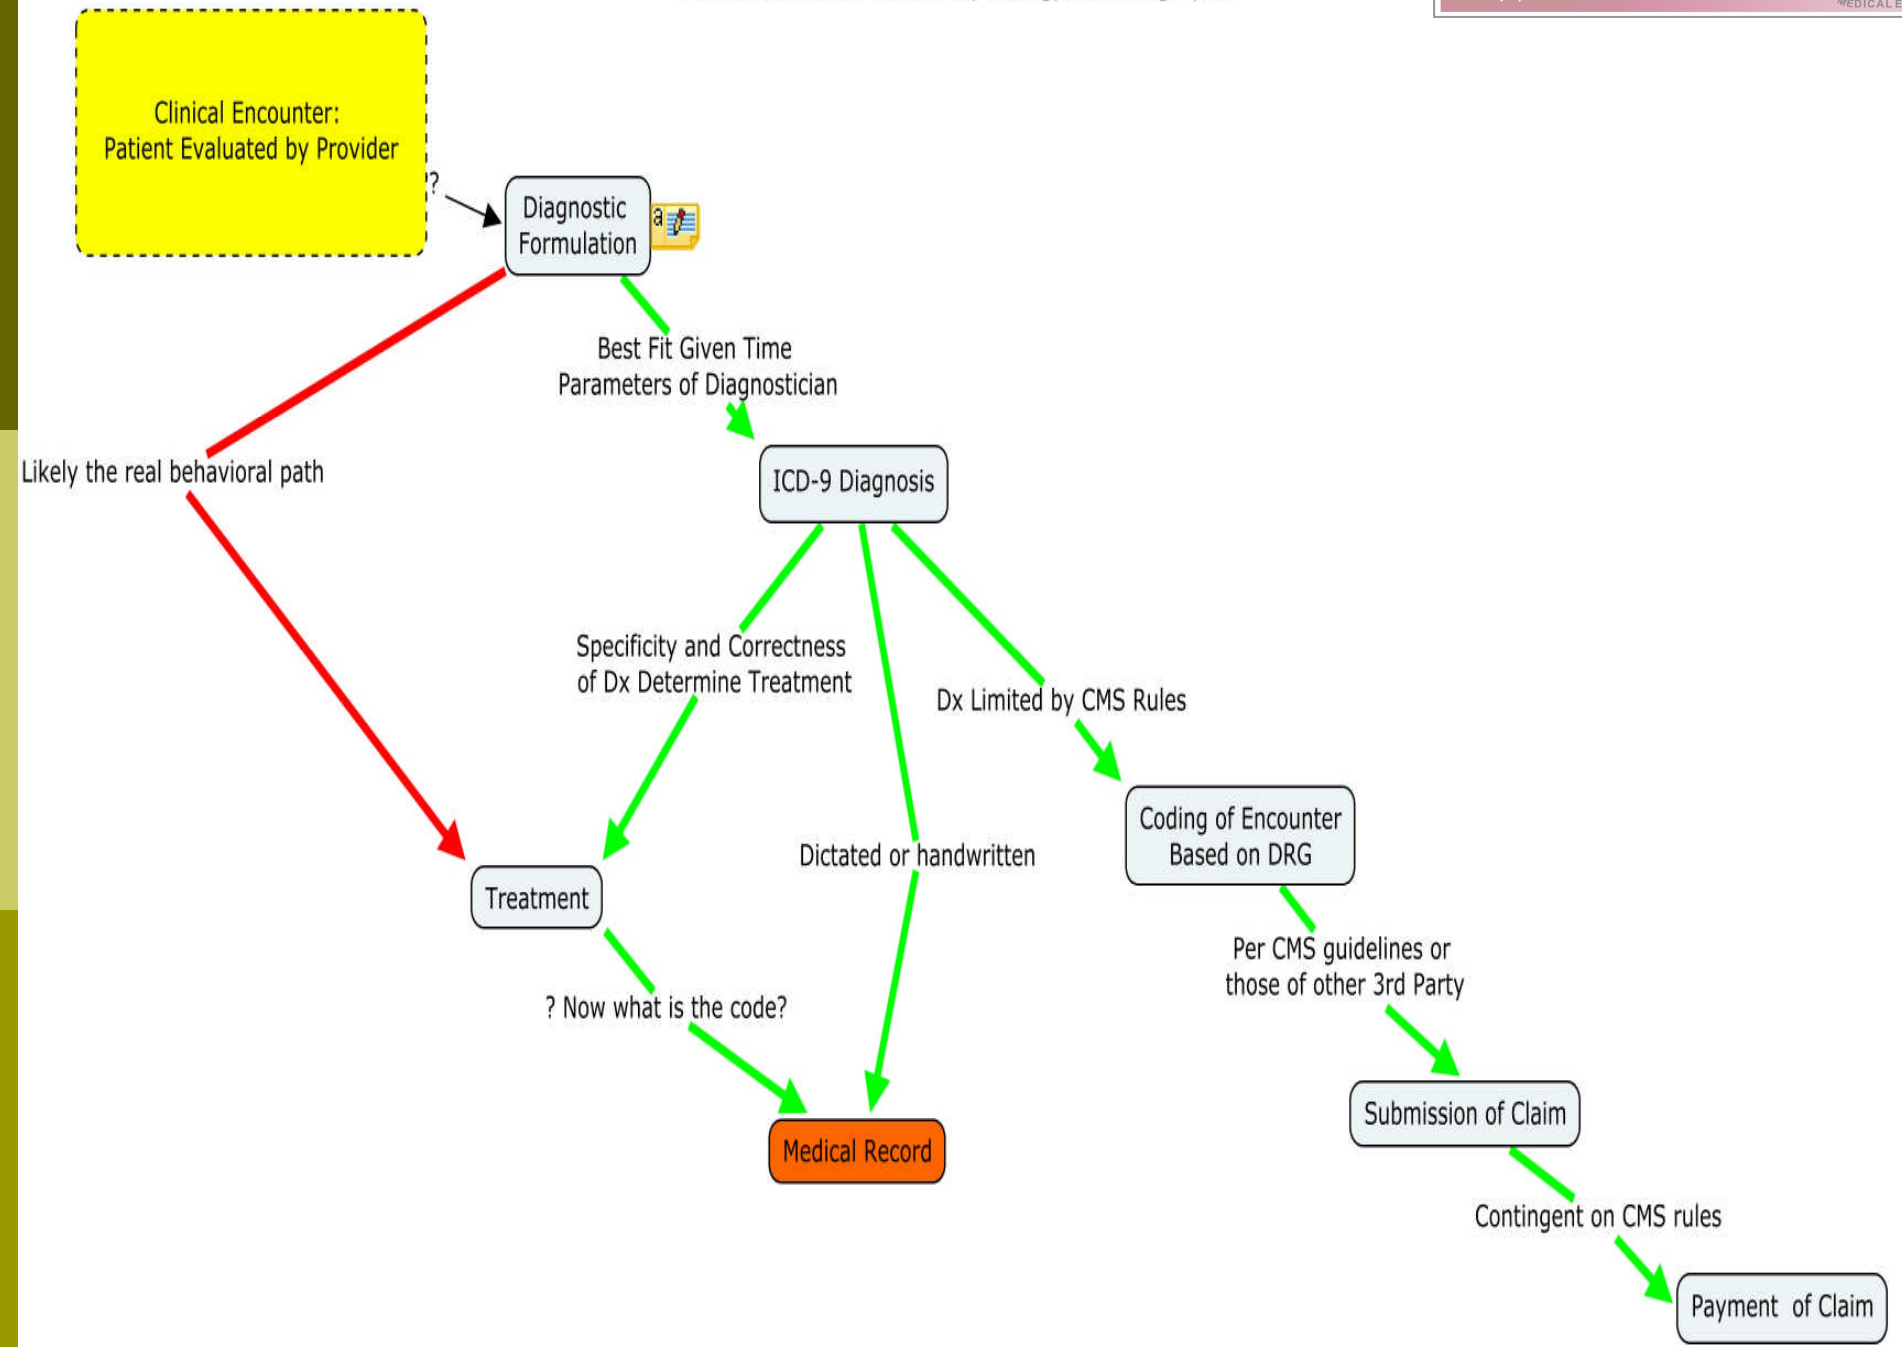 EDICAL E
Clinical Encounter:
Patient Evaluated by Provider
?
Diagnostic
Formulation
a
Best Fit Given Time
Parameters of Diagnostician
Likely the real behavioral path
ICD-9 Diagnosis
Specificity and Correctness
of Dx Determine Treatment
Dx Limited by CMS Rules
Coding of Encounter
Based on DRG
Dictated or handwritten
Treatment
Per CMS guidelines or
those of other 3rd Party
? Now what is the code?
Submission of Claim
Medical Record
Contingent on CMS rules
Payment of Claim